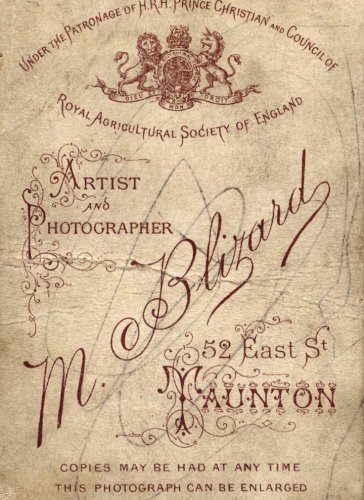 UNDER THE PATRONAGE OF H.R.H. PRINCE CHRISTIAN AND COUNCIL OF
DIEU ET MON DROIT
ROYAL AGRICULTURAL SOCIETY OF ENGLAND
ARTIST
AND
PHOTOGRAPHER
M. Blizard
52 East St
TAUNTON
COPIES MAY BE HAD AT ANY TIME
THIS PHOTOGRAPH CAN BE ENLARGED